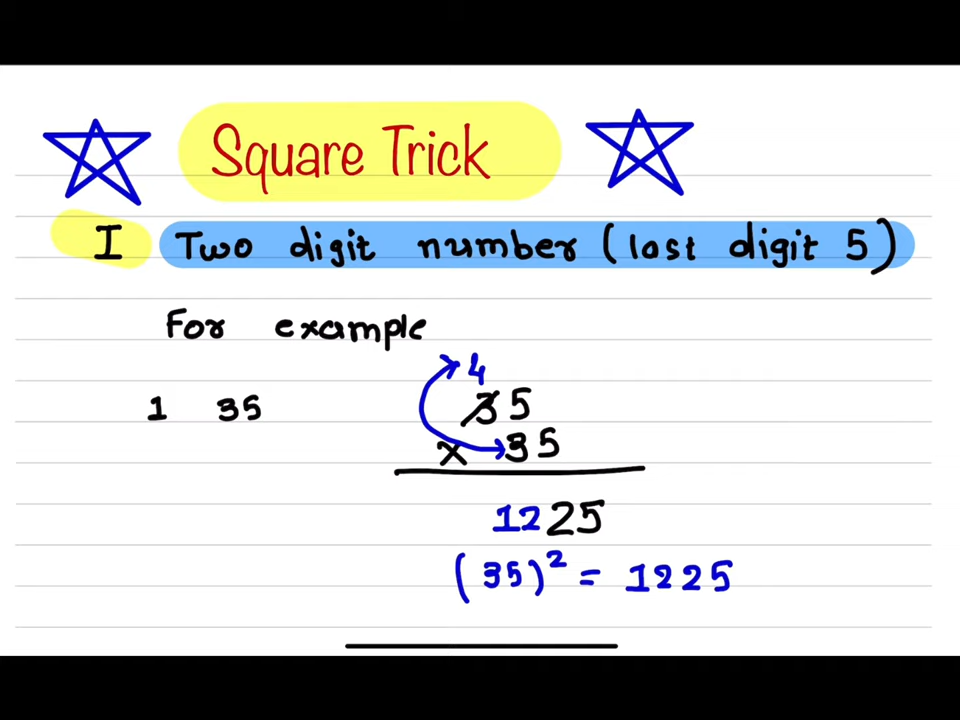 Square Trick
I Two digit number (last digit 5)
For example
4
1 35 35
x 35
1225
(35)² = 1225